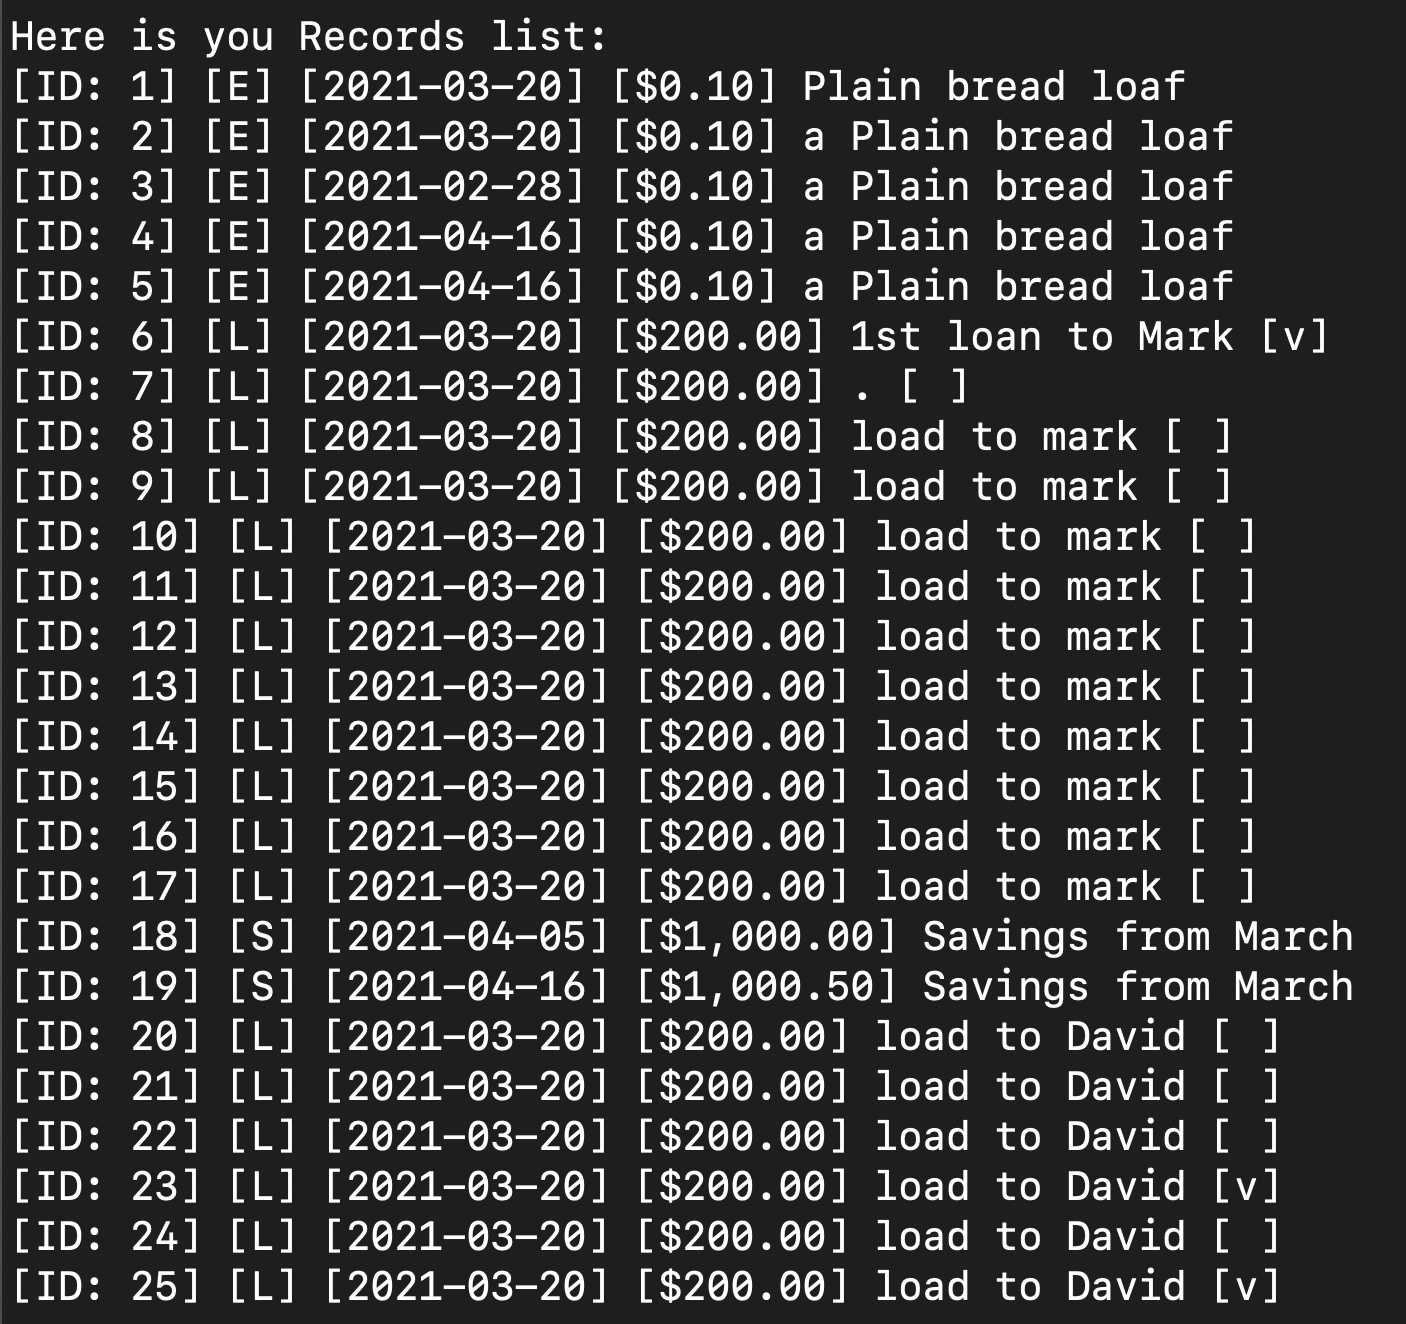 Here is you Records list:
[ID: 1] [E] [2021-03-20] [$0.10] Plain bread loaf
[ID: 2] [E] [2021-03-20] [$0.10] a Plain bread loaf
[ID: 3] [E] [2021-02-28] [$0.10] a Plain bread loaf
[ID: 4] [E] [2021-04-16] [$0.10] a Plain bread loaf
[ID: 5] [E] [2021-04-16] [$0.10] a Plain bread loaf
[ID: 6] [L] [2021-03-20] [$200.00] 1st loan to Mark [v]
[ID: 7] [L] [2021-03-20] [$200.00] . [ ]
[ID: 8] [L] [2021-03-20] [$200.00] load to mark [ ]
[ID: 9] [L] [2021-03-20] [$200.00] load to mark [ ]
[ID: 10] [L] [2021-03-20] [$200.00] load to mark [ ]
[ID: 11] [L] [2021-03-20] [$200.00] load to mark [ ]
[ID: 12] [L] [2021-03-20] [$200.00] load to mark [ ]
[ID: 13] [L] [2021-03-20] [$200.00] load to mark [ ]
[ID: 14] [L] [2021-03-20] [$200.00] load to mark [ ]
[ID: 15] [L] [2021-03-20] [$200.00] load to mark [ ]
[ID: 16] [L] [2021-03-20] [$200.00] load to mark [ ]
[ID: 17] [L] [2021-03-20] [$200.00] load to mark [ ]
[ID: 18] [S] [2021-04-05] [$1,000.00] Savings from March
[ID: 19] [S] [2021-04-16] [$1,000.50] Savings from March
[ID: 20] [L] [2021-03-20] [$200.00] load to David [ ]
[ID: 21] [L] [2021-03-20] [$200.00] load to David [ ]
[ID: 22] [L] [2021-03-20] [$200.00] load to David [ ]
[ID: 23] [L] [2021-03-20] [$200.00] load to David [v]
[ID: 24] [L] [2021-03-20] [$200.00] load to David [ ]
[ID: 25] [L] [2021-03-20] [$200.00] load to David [v]